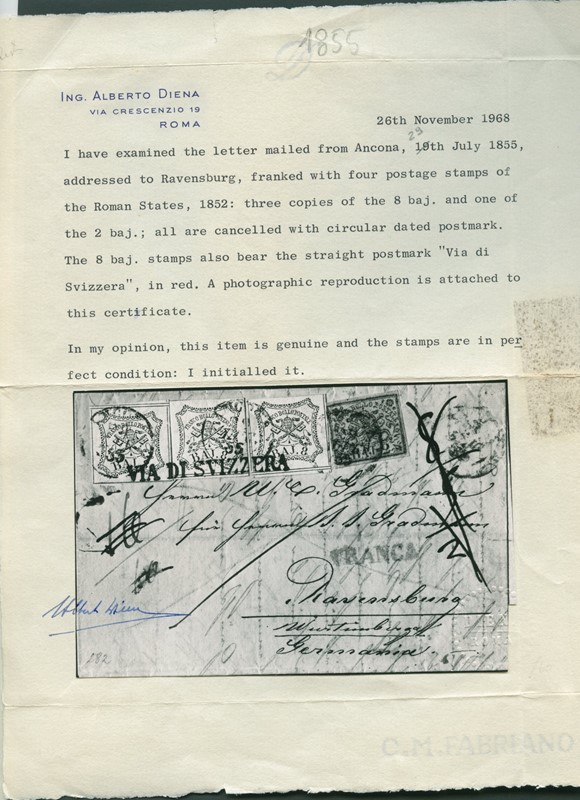 1855
ING. ALBERTO DIENA
VIA CRESCENZIO 19
ROMA
26th November 1968
29
I have examined the letter mailed from Ancona, 19th July 1855,
addressed to Ravensburg, franked with four postage stamps of
the Roman States, 1852: three copies of the 8 baj. and one of
the 2 baj.; all are cancelled with circular dated postmark.
The 8 baj. stamps also bear the straight postmark "Via di
Svizzera", in red. A photographic reproduction is attached to
this certificate.
In my opinion, this item is genuine and the stamps are in per
fect condition: I initialled it.
VIA DI SVIZZERA
FRANCA
Ravensburg
Würtemberg
Germania.
Alberto Diena
282
C.M.FABRIANO